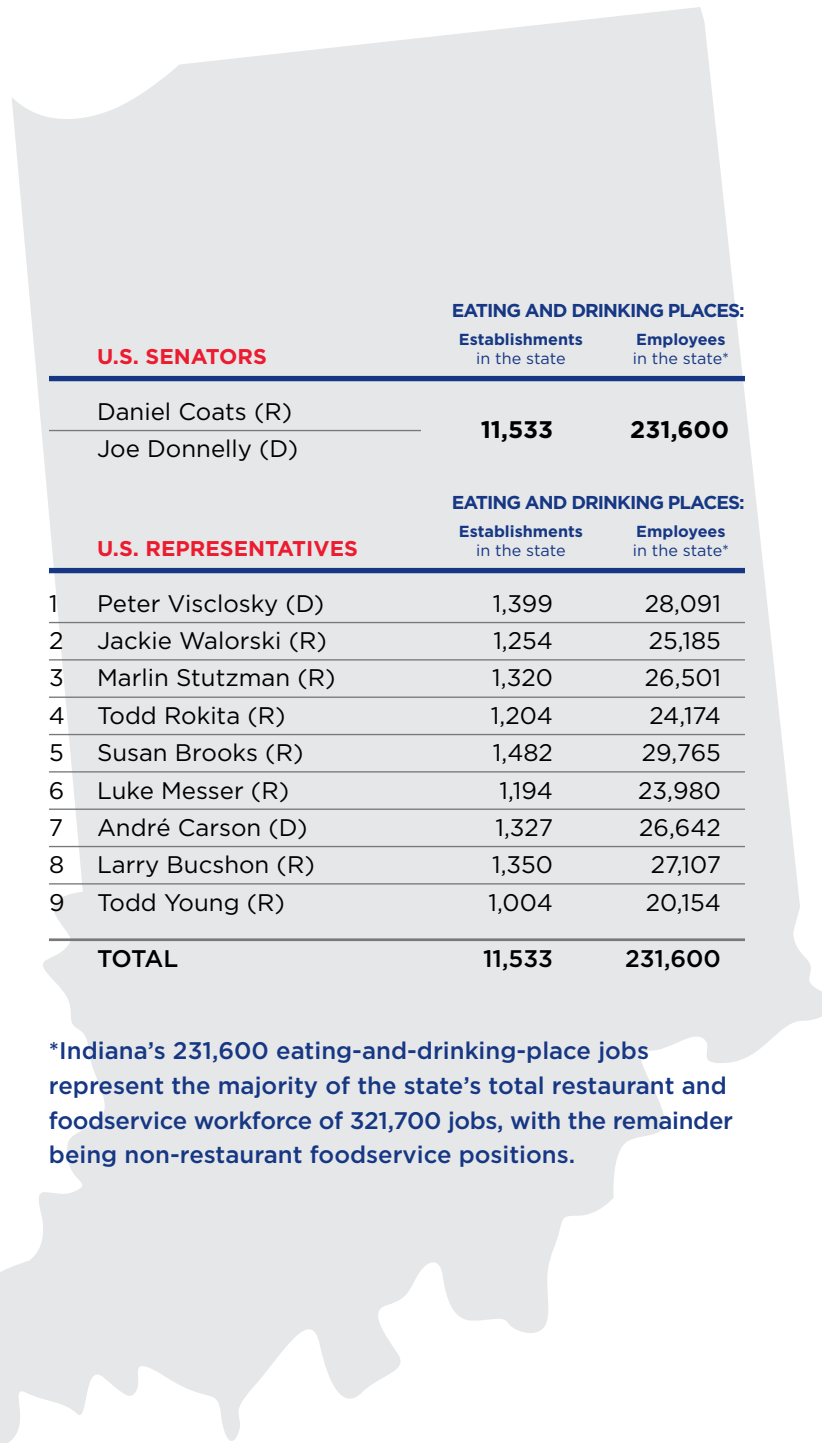 EATING AND DRINKING PLACES:
U.S. SENATORS Establishments in the state Employees in the state*
Daniel Coats (R)
Joe Donnelly (D)
11,533 231,600
EATING AND DRINKING PLACES:
U.S. REPRESENTATIVES Establishments in the state Employees in the state*
1 Peter Visclosky (D) 1,399 28,091
2 Jackie Walorski (R) 1,254 25,185
3 Marlin Stutzman (R) 1,320 26,501
4 Todd Rokita (R) 1,204 24,174
5 Susan Brooks (R) 1,482 29,765
6 Luke Messer (R) 1,194 23,980
7 André Carson (D) 1,327 26,642
8 Larry Bucshon (R) 1,350 27,107
9 Todd Young (R) 1,004 20,154
TOTAL 11,533 231,600
*Indiana's 231,600 eating-and-drinking-place jobs
represent the majority of the state's total restaurant and
foodservice workforce of 321,700 jobs, with the remainder
being non-restaurant foodservice positions.